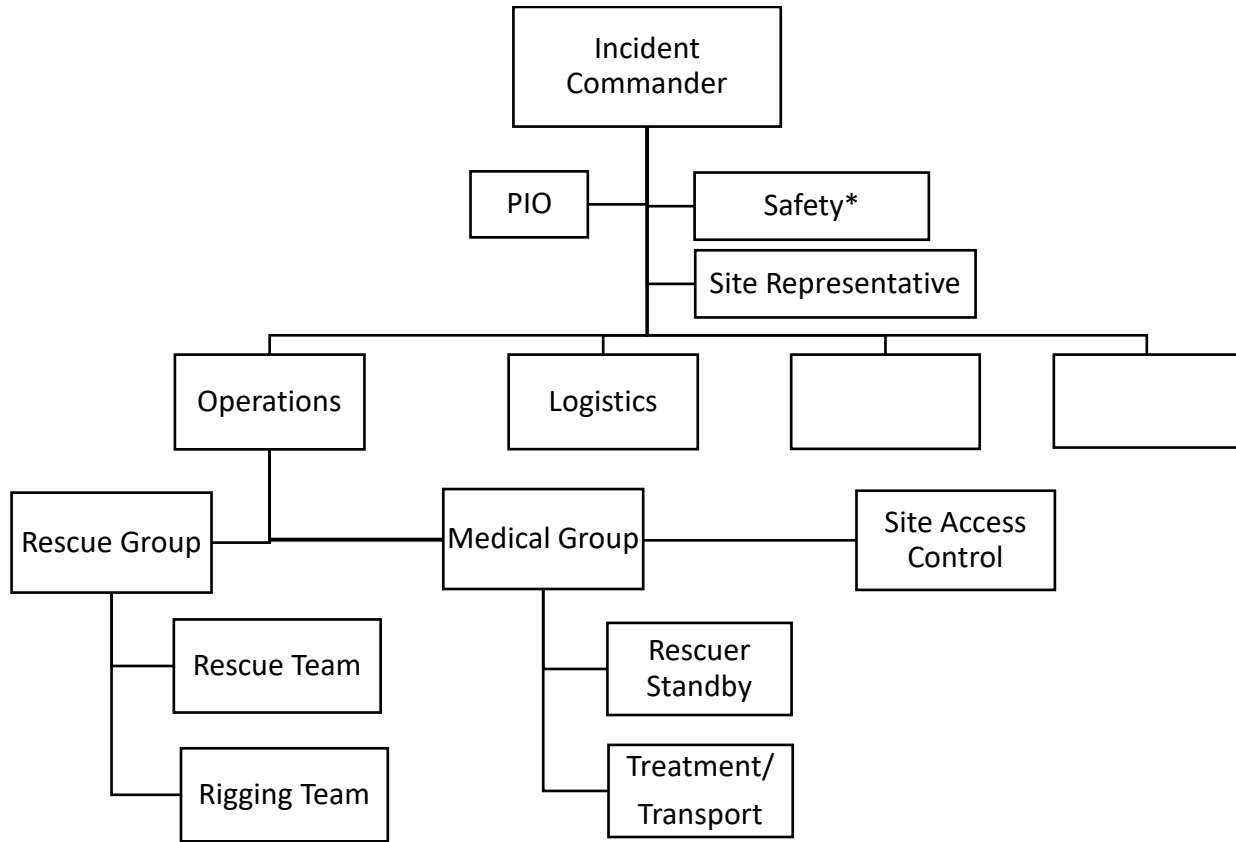 Incident
Commander
PIO
Safety*
Site Representative
Operations
Logistics
Rescue Group
Medical Group
Site Access
Control
Rescue Team
Rescuer
Standby
Rigging Team
Treatment/
Transport